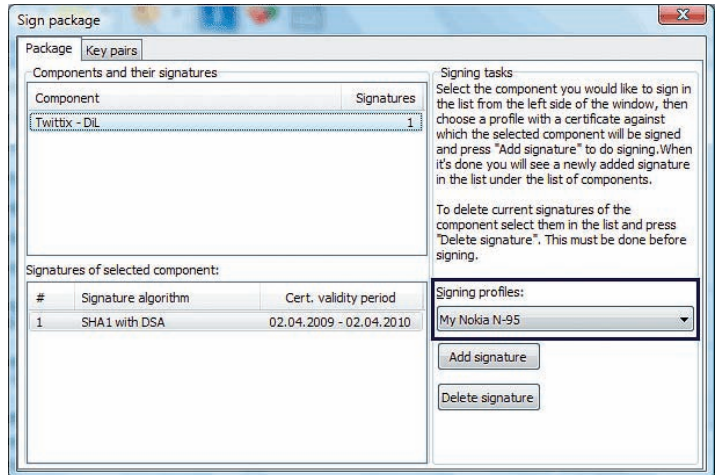 Sign package
Package
Key pairs
Components and their signatures
Component
Signatures
Twittix - DiL
1
Signatures of selected component:
#
Signature algorithm
Cert. validity period
1
SHA1 with DSA
02.04.2009 - 02.04.2010
Signing tasks
Select the component you would like to sign in
the list from the left side of the window, then
choose a profile with a certificate against
which the selected component will be signed
and press "Add signature" to do signing.When
it's done you will see a newly added signature
in the list under the list of components.
To delete current signatures of the
component select them in the list and press
"Delete signature". This must be done before
signing.
Signing profiles:
My Nokia N-95
Add signature
Delete signature